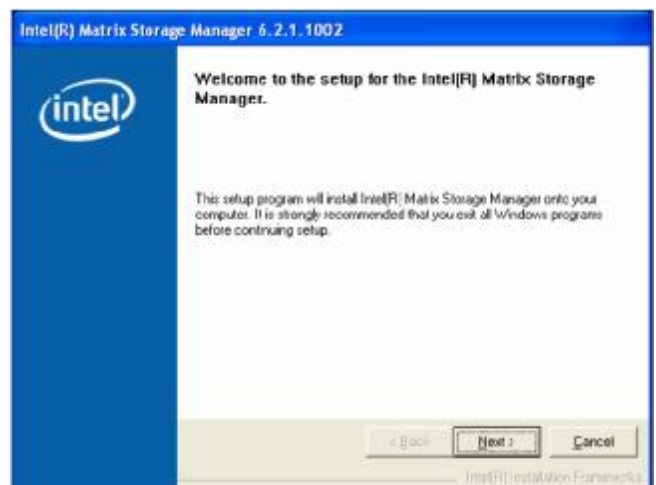 Intel(R) Matrix Storage Manager 6.2.1.1002
intel
Welcome to the setup for the Intel(R) Matrix Storage
Manager.
This setup program will install Intel(R) Matrix Storage Manager onto your
computer. It is strongly recommended that you exit all Windows programs
before continuing setup.
< Back
Next >
Cancel
Intel(R) Installation Frameworks